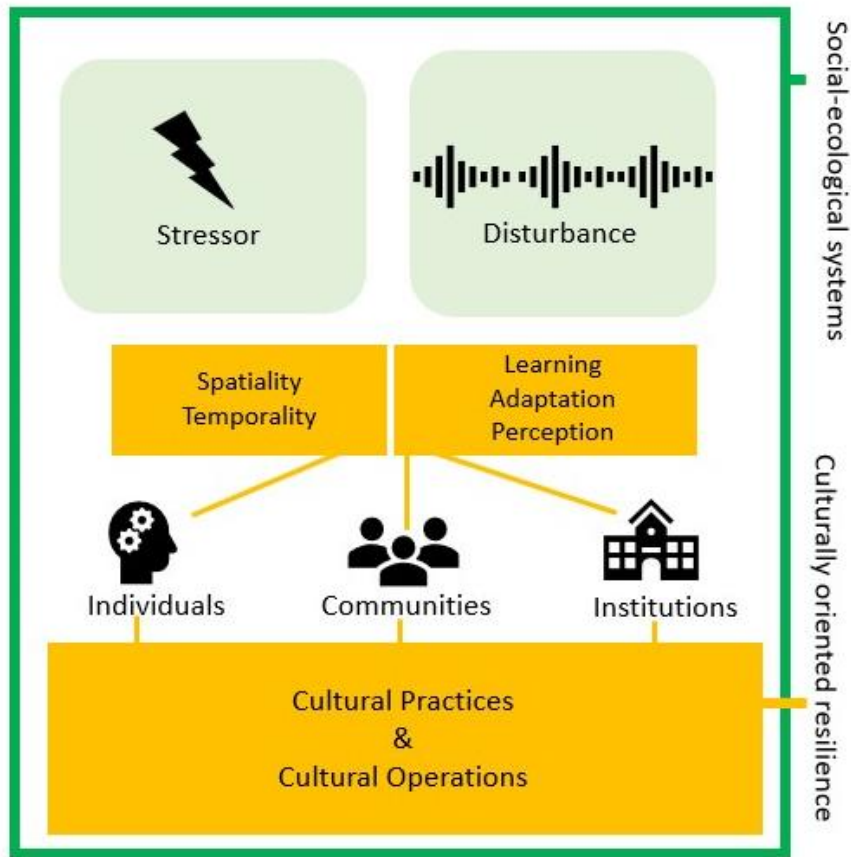 Stressor
Disturbance
Spatiality
Temporality
Learning
Adaptation
Perception
Individuals
Communities
Institutions
Cultural Practices
&
Cultural Operations
Social-ecological systems
Culturally oriented resilience